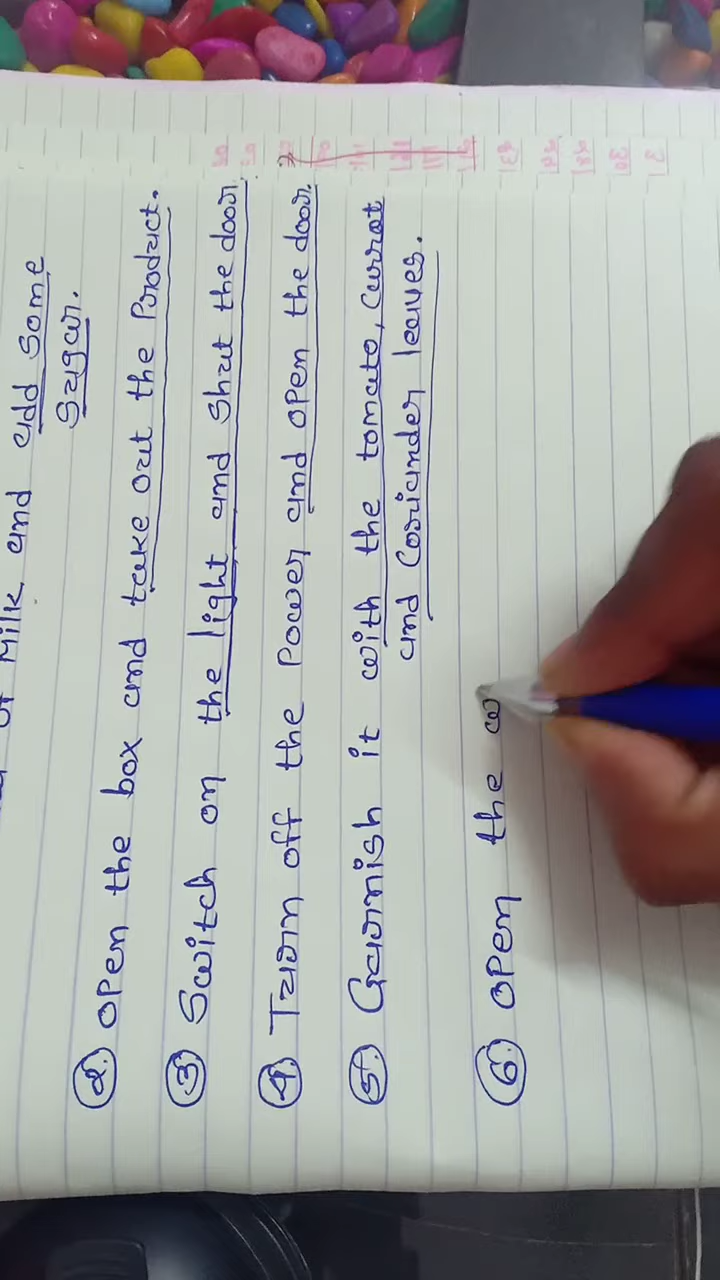 Milk and add some
sugar.
2. Open the box and take out the Product.
3 Switch on the light and shut the door
4. Turn off the Power and open the door.
5. Garnish it with the tomato, currot
and coriander leaves.
6. Open the w